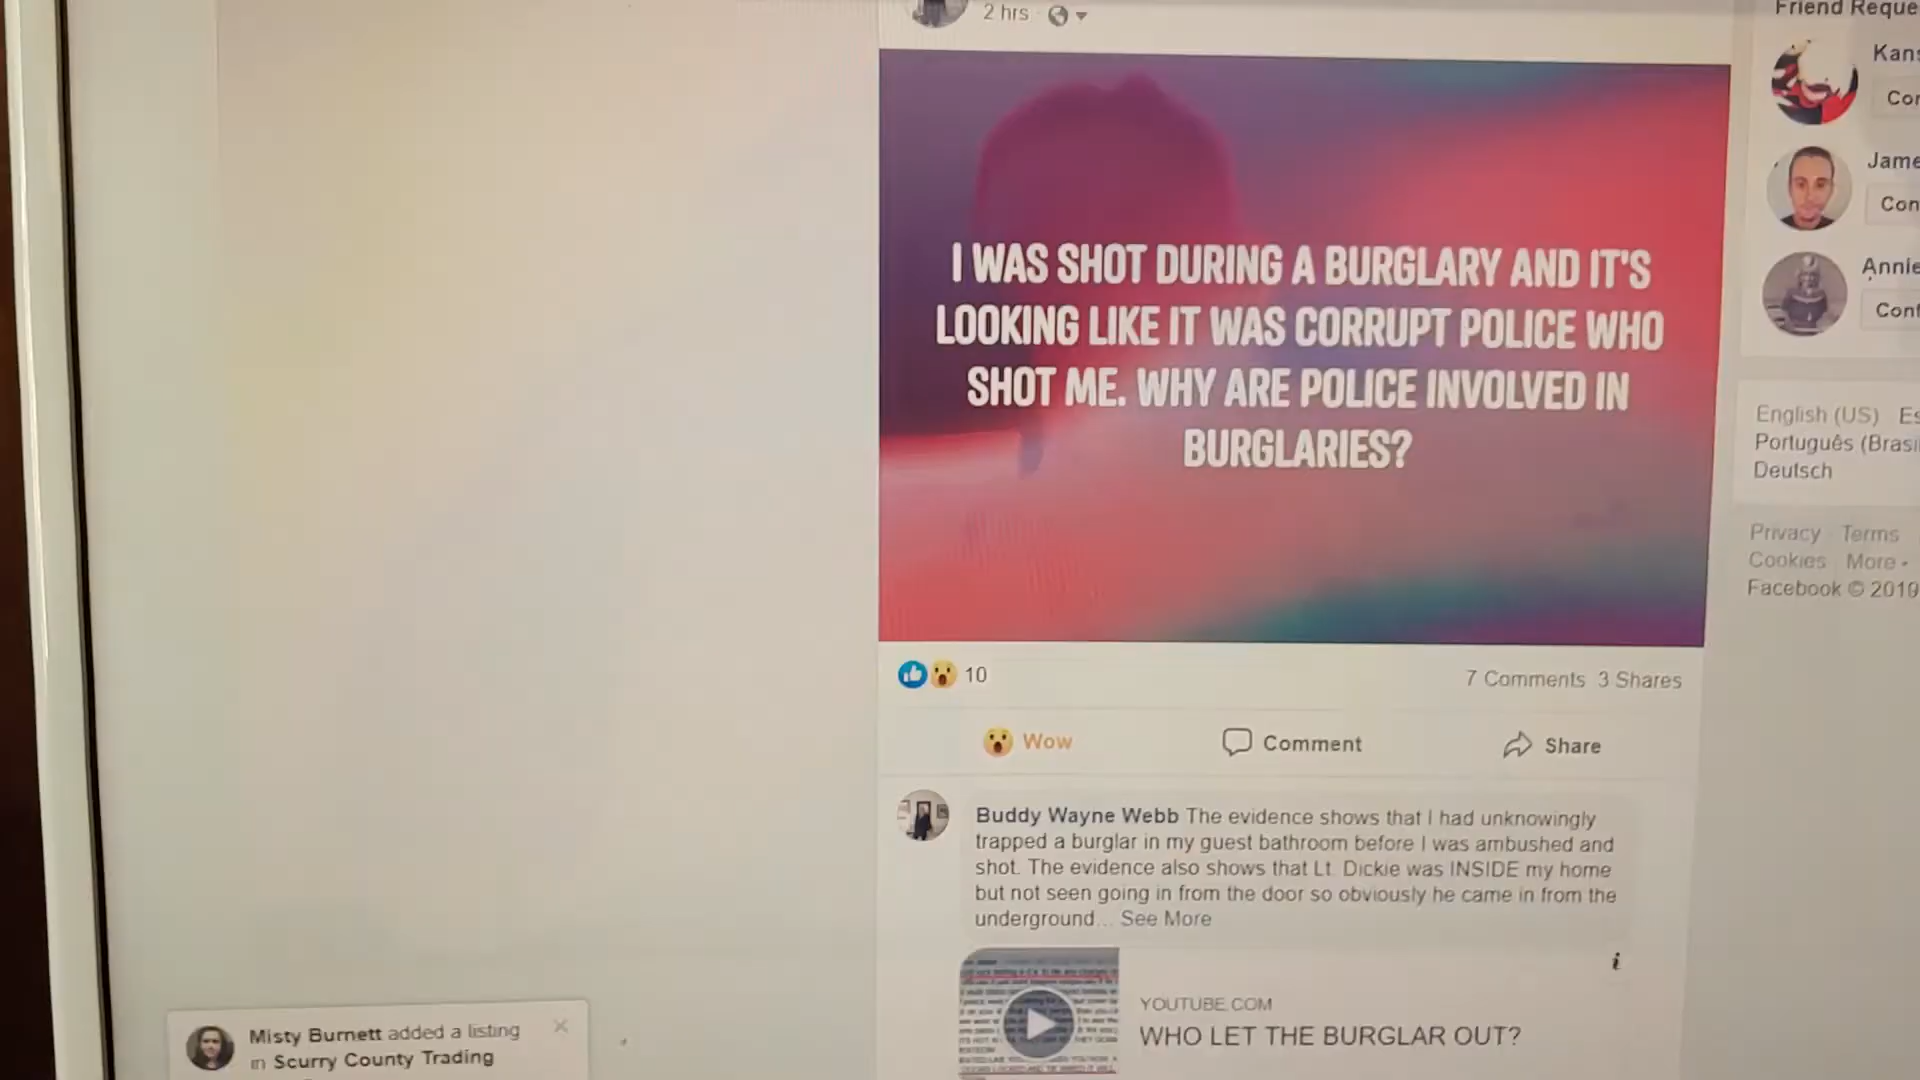 2 hrs
Friend Reque
I WAS SHOT DURING A BURGLARY AND IT'S
LOOKING LIKE IT WAS CORRUPT POLICE WHO
SHOT ME. WHY ARE POLICE INVOLVED IN
BURGLARIES?
Kans
Con
Jame
Con
Annie
Conf
English (US) Es
Português (Brasi
Deutsch
Privacy Terms
Cookies More
Facebook © 2019
10
7 Comments 3 Shares
Wow
Comment
Share
Buddy Wayne Webb The evidence shows that I had unknowingly
trapped a burglar in my guest bathroom before I was ambushed and
shot. The evidence also shows that Lt. Dickie was INSIDE my home
but not seen going in from the door so obviously he came in from the
underground... See More
YOUTUBE.COM
WHO LET THE BURGLAR OUT?
Misty Burnett added a listing
in Scurry County Trading